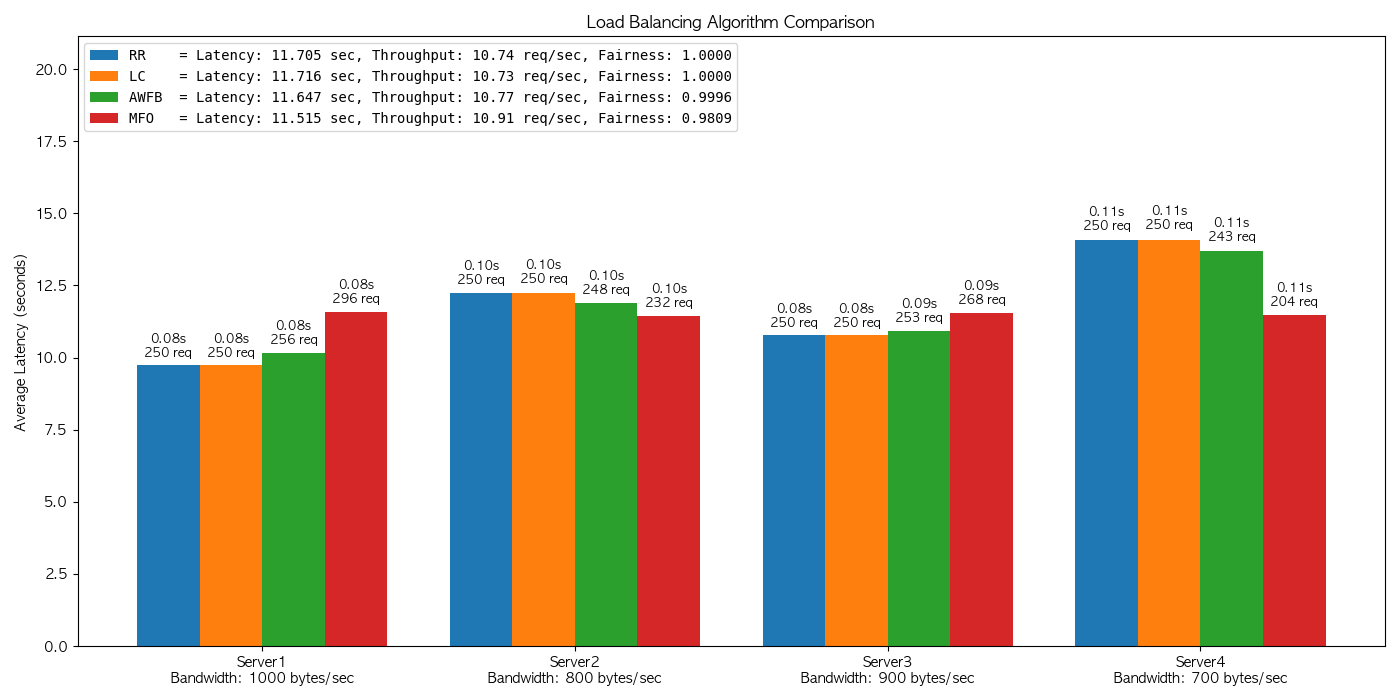 Load Balancing Algorithm Comparison
RR    = Latency: 11.705 sec, Throughput: 10.74 req/sec, Fairness: 1.0000
LC    = Latency: 11.716 sec, Throughput: 10.73 req/sec, Fairness: 1.0000
AWFB  = Latency: 11.647 sec, Throughput: 10.77 req/sec, Fairness: 0.9996
MFO   = Latency: 11.515 sec, Throughput: 10.91 req/sec, Fairness: 0.9809
Average Latency (seconds)
20.0
17.5
15.0
12.5
10.0
7.5
5.0
2.5
0.0
0.08s
250 req
0.08s
250 req
0.08s
256 req
0.08s
296 req
0.10s
250 req
0.10s
250 req
0.10s
248 req
0.10s
232 req
0.08s
250 req
0.08s
250 req
0.09s
253 req
0.09s
268 req
0.11s
250 req
0.11s
250 req
0.11s
243 req
0.11s
204 req
Server1
Bandwidth: 1000 bytes/sec
Server2
Bandwidth: 800 bytes/sec
Server3
Bandwidth: 900 bytes/sec
Server4
Bandwidth: 700 bytes/sec